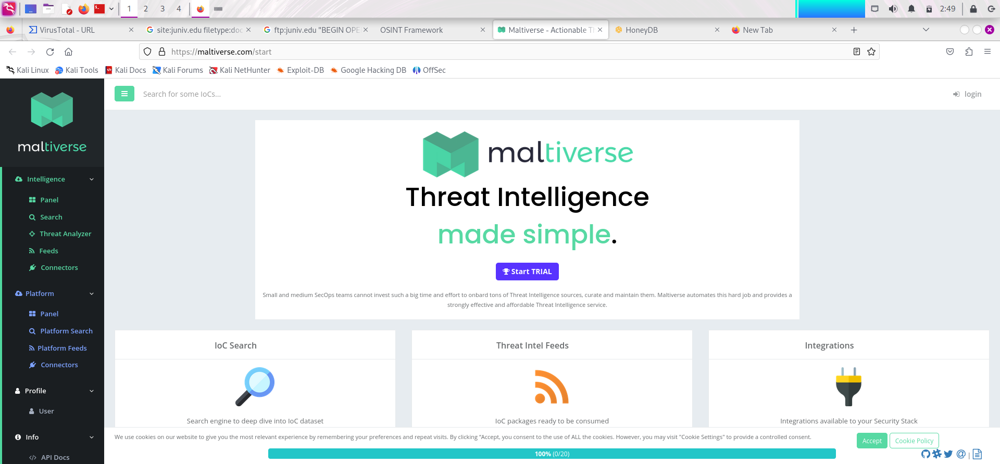 1 2 3 4 2:49
VirusTotal - URL site:juniv.edu filetype:doc ftp:juniv.edu "BEGIN OPE OSINT Framework Maltiverse - Actionable Th HoneyDB New Tab
https://maltiverse.com/start
Kali Linux Kali Tools Kali Docs Kali Forums Kali NetHunter Exploit-DB Google Hacking DB OffSec
maltiverse
Intelligence
Panel
Search
Threat Analyzer
Feeds
Connectors
Platform
Panel
Platform Search
Platform Feeds
Connectors
Profile
User
Info
API Docs
Search for some IoCs...
login
maltiverse
Threat Intelligence
made simple.
Start TRIAL
Small and medium SecOps teams cannot invest such a big time and effort to onbard tons of Threat Intelligence sources, curate and maintain them. Maltiverse automates this hard job and provides a
strongly effective and affordable Threat Intelligence service.
IoC Search
Search engine to deep dive into IoC dataset
Threat Intel Feeds
IoC packages ready to be consumed
Integrations
Integrations available to your Security Stack
We use cookies on our website to give you the most relevant experience by remembering your preferences and repeat visits. By clicking “Accept, you consent to the use of ALL the cookies. However, you may visit "Cookie Settings" to provide a controlled consent.
Accept Cookie Policy
100% (0/20)